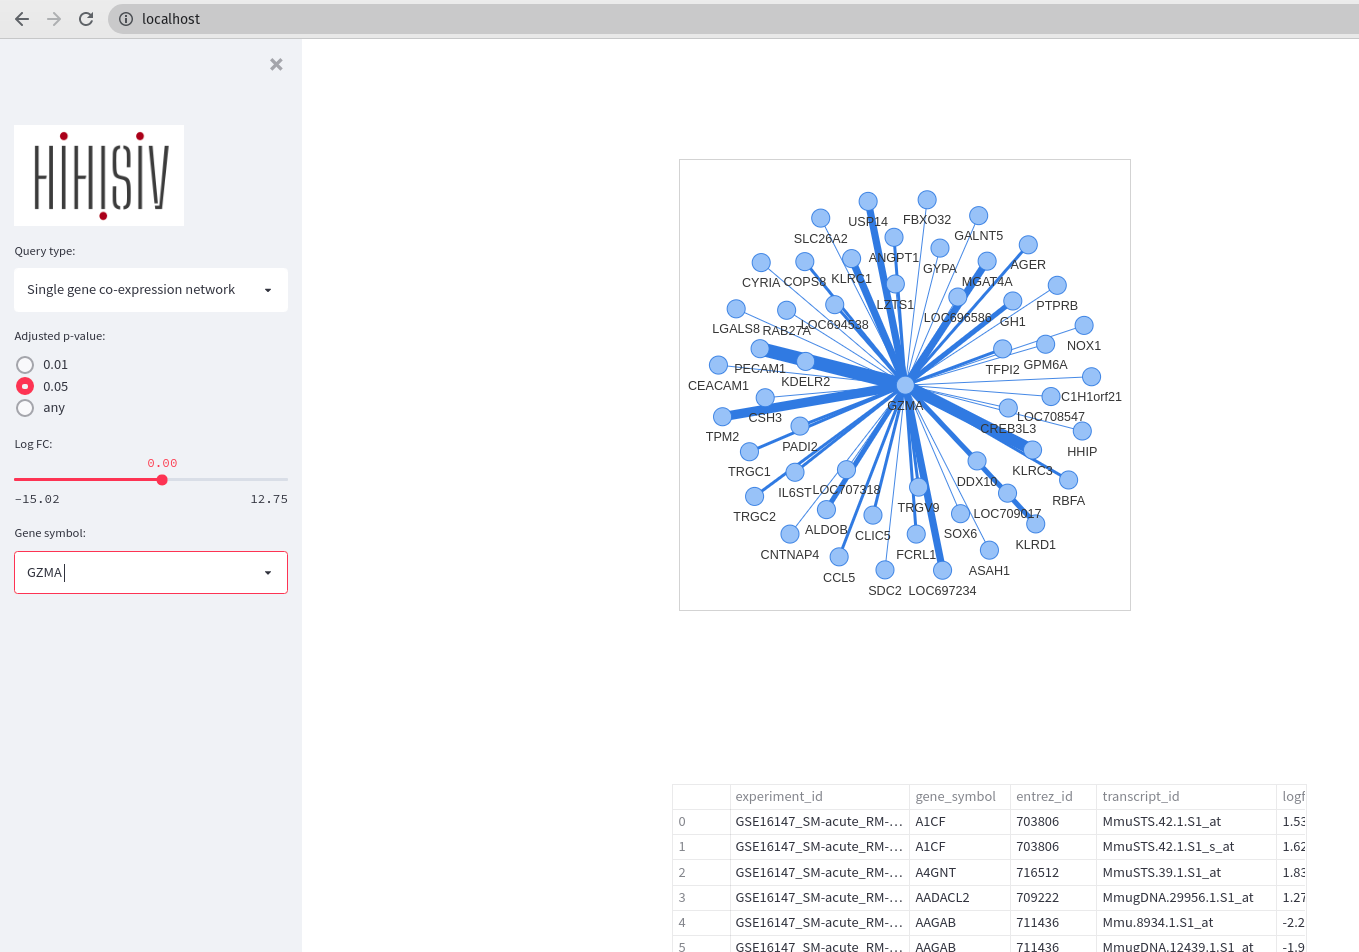 localhost
HIHISIV
Query type:
Single gene co-expression network
Adjusted p-value:
0.01
0.05
any
Log FC:
0.00
−15.02 12.75
Gene symbol:
GZMA
USP14 FBXO32
SLC26A2 GALNT5
ANGPT1 AGER
CYRIA COPS8 KLRC1 GYPA MGAT4A
LZTS1 PTPRB
LGALS8 RAB27A LOC694538 LOC696586 GH1
NOX1
PECAM1 TFPI2 GPM6A
CEACAM1 KDELR2
C1H1orf21
CSH3 GZMA LOC708547
TPM2 CREB3L3
PADI2 HHIP
TRGC1 KLRC3
IL6ST LOC707318 DDX10
TRGC2 TRGV9 LOC709017 RBFA
ALDOB CLIC5 SOX6
CNTNAP4 FCRL1 KLRD1
CCL5 ASAH1
SDC2 LOC697234
experiment_id gene_symbol entrez_id transcript_id logf
0 GSE16147_SM-acute_RM-... A1CF 703806 MmuSTS.42.1.S1_at 1.53
1 GSE16147_SM-acute_RM-... A1CF 703806 MmuSTS.42.1.S1_s_at 1.62
2 GSE16147_SM-acute_RM-... A4GNT 716512 MmuSTS.39.1.S1_at 1.83
3 GSE16147_SM-acute_RM-... AADACL2 709222 MmugDNA.29956.1.S1_at 1.27
4 GSE16147_SM-acute_RM-... AAGAB 711436 Mmu.8934.1.S1_at -2.2
5 GSE16147_SM-acute_RM-... AAGAB 711436 MmugDNA.12439.1.S1_at -1.9